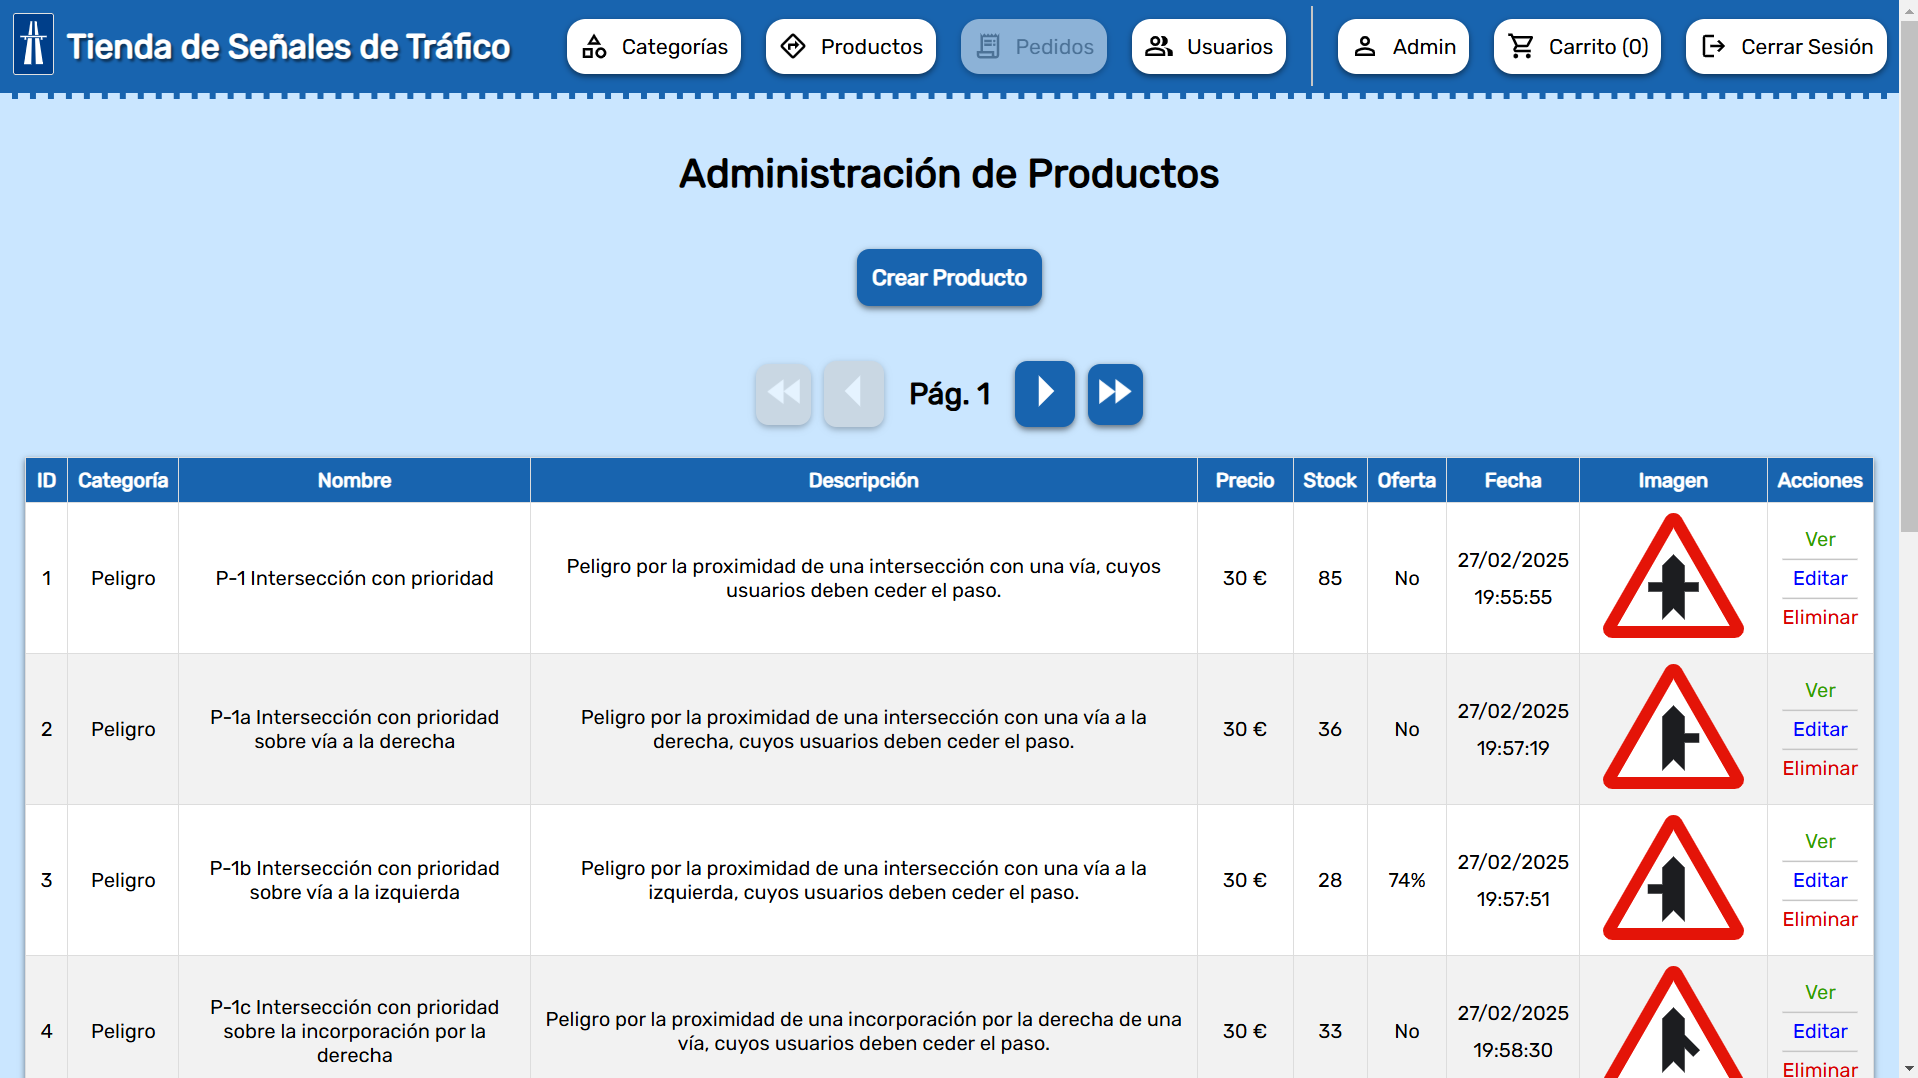 Tienda de Señales de Tráfico
Categorías
Productos
Pedidos
Usuarios
Admin
Carrito (0)
Cerrar Sesión
Administración de Productos
Crear Producto
Pág. 1
ID Categoría Nombre Descripción Precio Stock Oferta Fecha Imagen Acciones
1
Peligro
P-1 Intersección con prioridad
Peligro por la proximidad de una intersección con una vía, cuyos
usuarios deben ceder el paso.
30 €
85
No
27/02/2025
19:55:55
Ver
Editar
Eliminar
2
Peligro
P-1a Intersección con prioridad
sobre vía a la derecha
Peligro por la proximidad de una intersección con una vía a la
derecha, cuyos usuarios deben ceder el paso.
30 €
36
No
27/02/2025
19:57:19
Ver
Editar
Eliminar
3
Peligro
P-1b Intersección con prioridad
sobre vía a la izquierda
Peligro por la proximidad de una intersección con una vía a la
izquierda, cuyos usuarios deben ceder el paso.
30 €
28
74%
27/02/2025
19:57:51
Ver
Editar
Eliminar
4
Peligro
P-1c Intersección con prioridad
sobre la incorporación por la
derecha
Peligro por la proximidad de una incorporación por la derecha de una
vía, cuyos usuarios deben ceder el paso.
30 €
33
No
27/02/2025
19:58:30
Ver
Editar
Eliminar